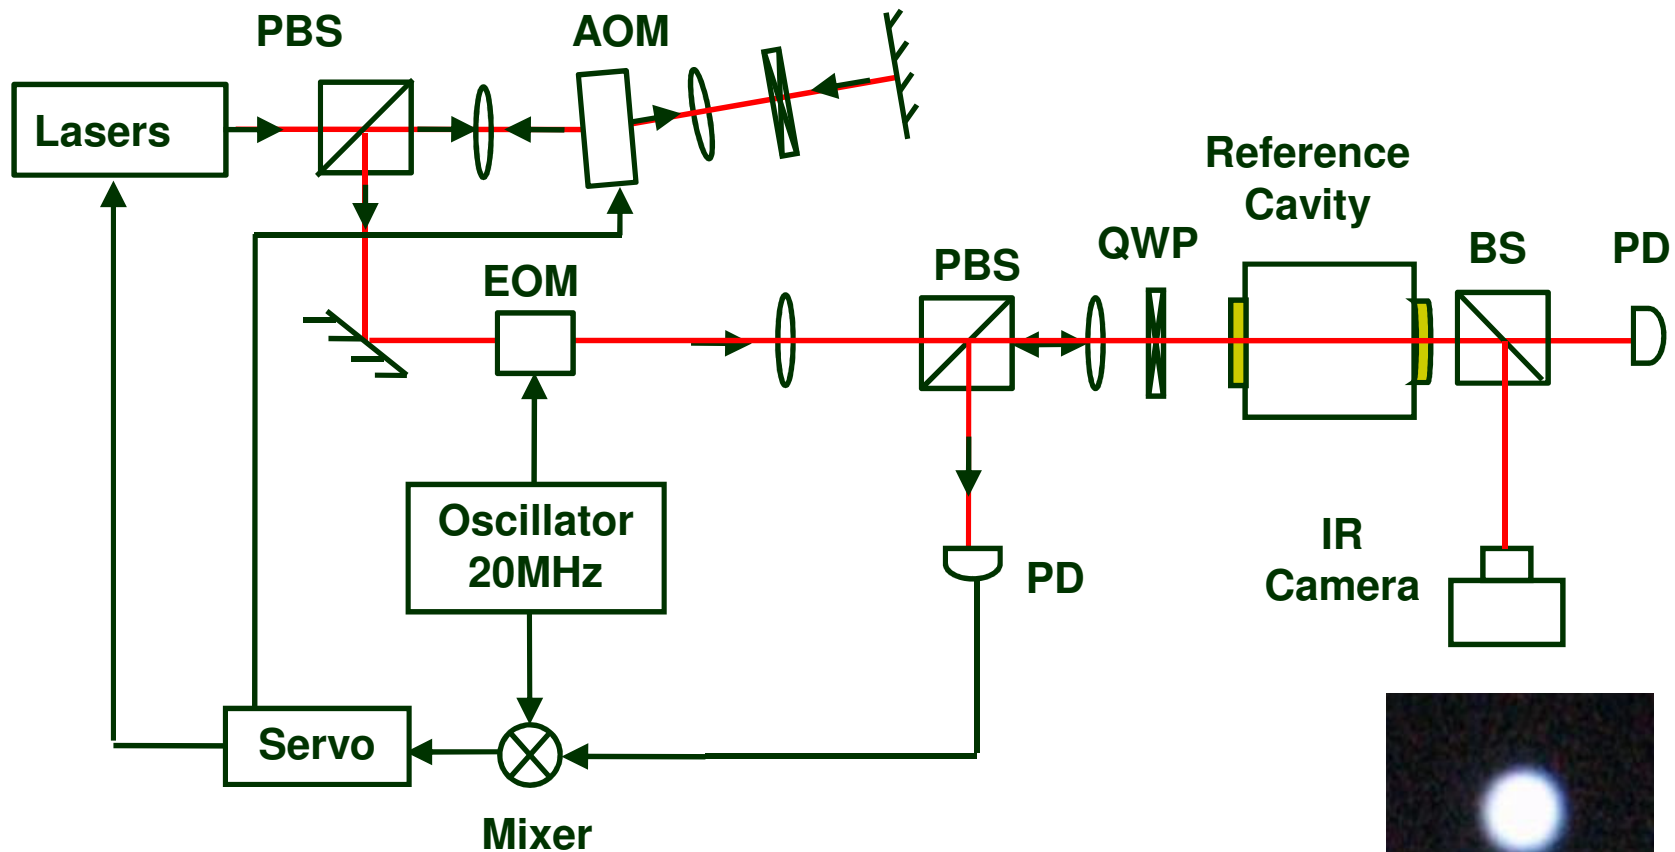 PBS
AOM
Lasers
Reference
Cavity
QWP
BS
PD
PBS
EOM
Oscillator
20MHz
IR
Camera
PD
Servo
Mixer